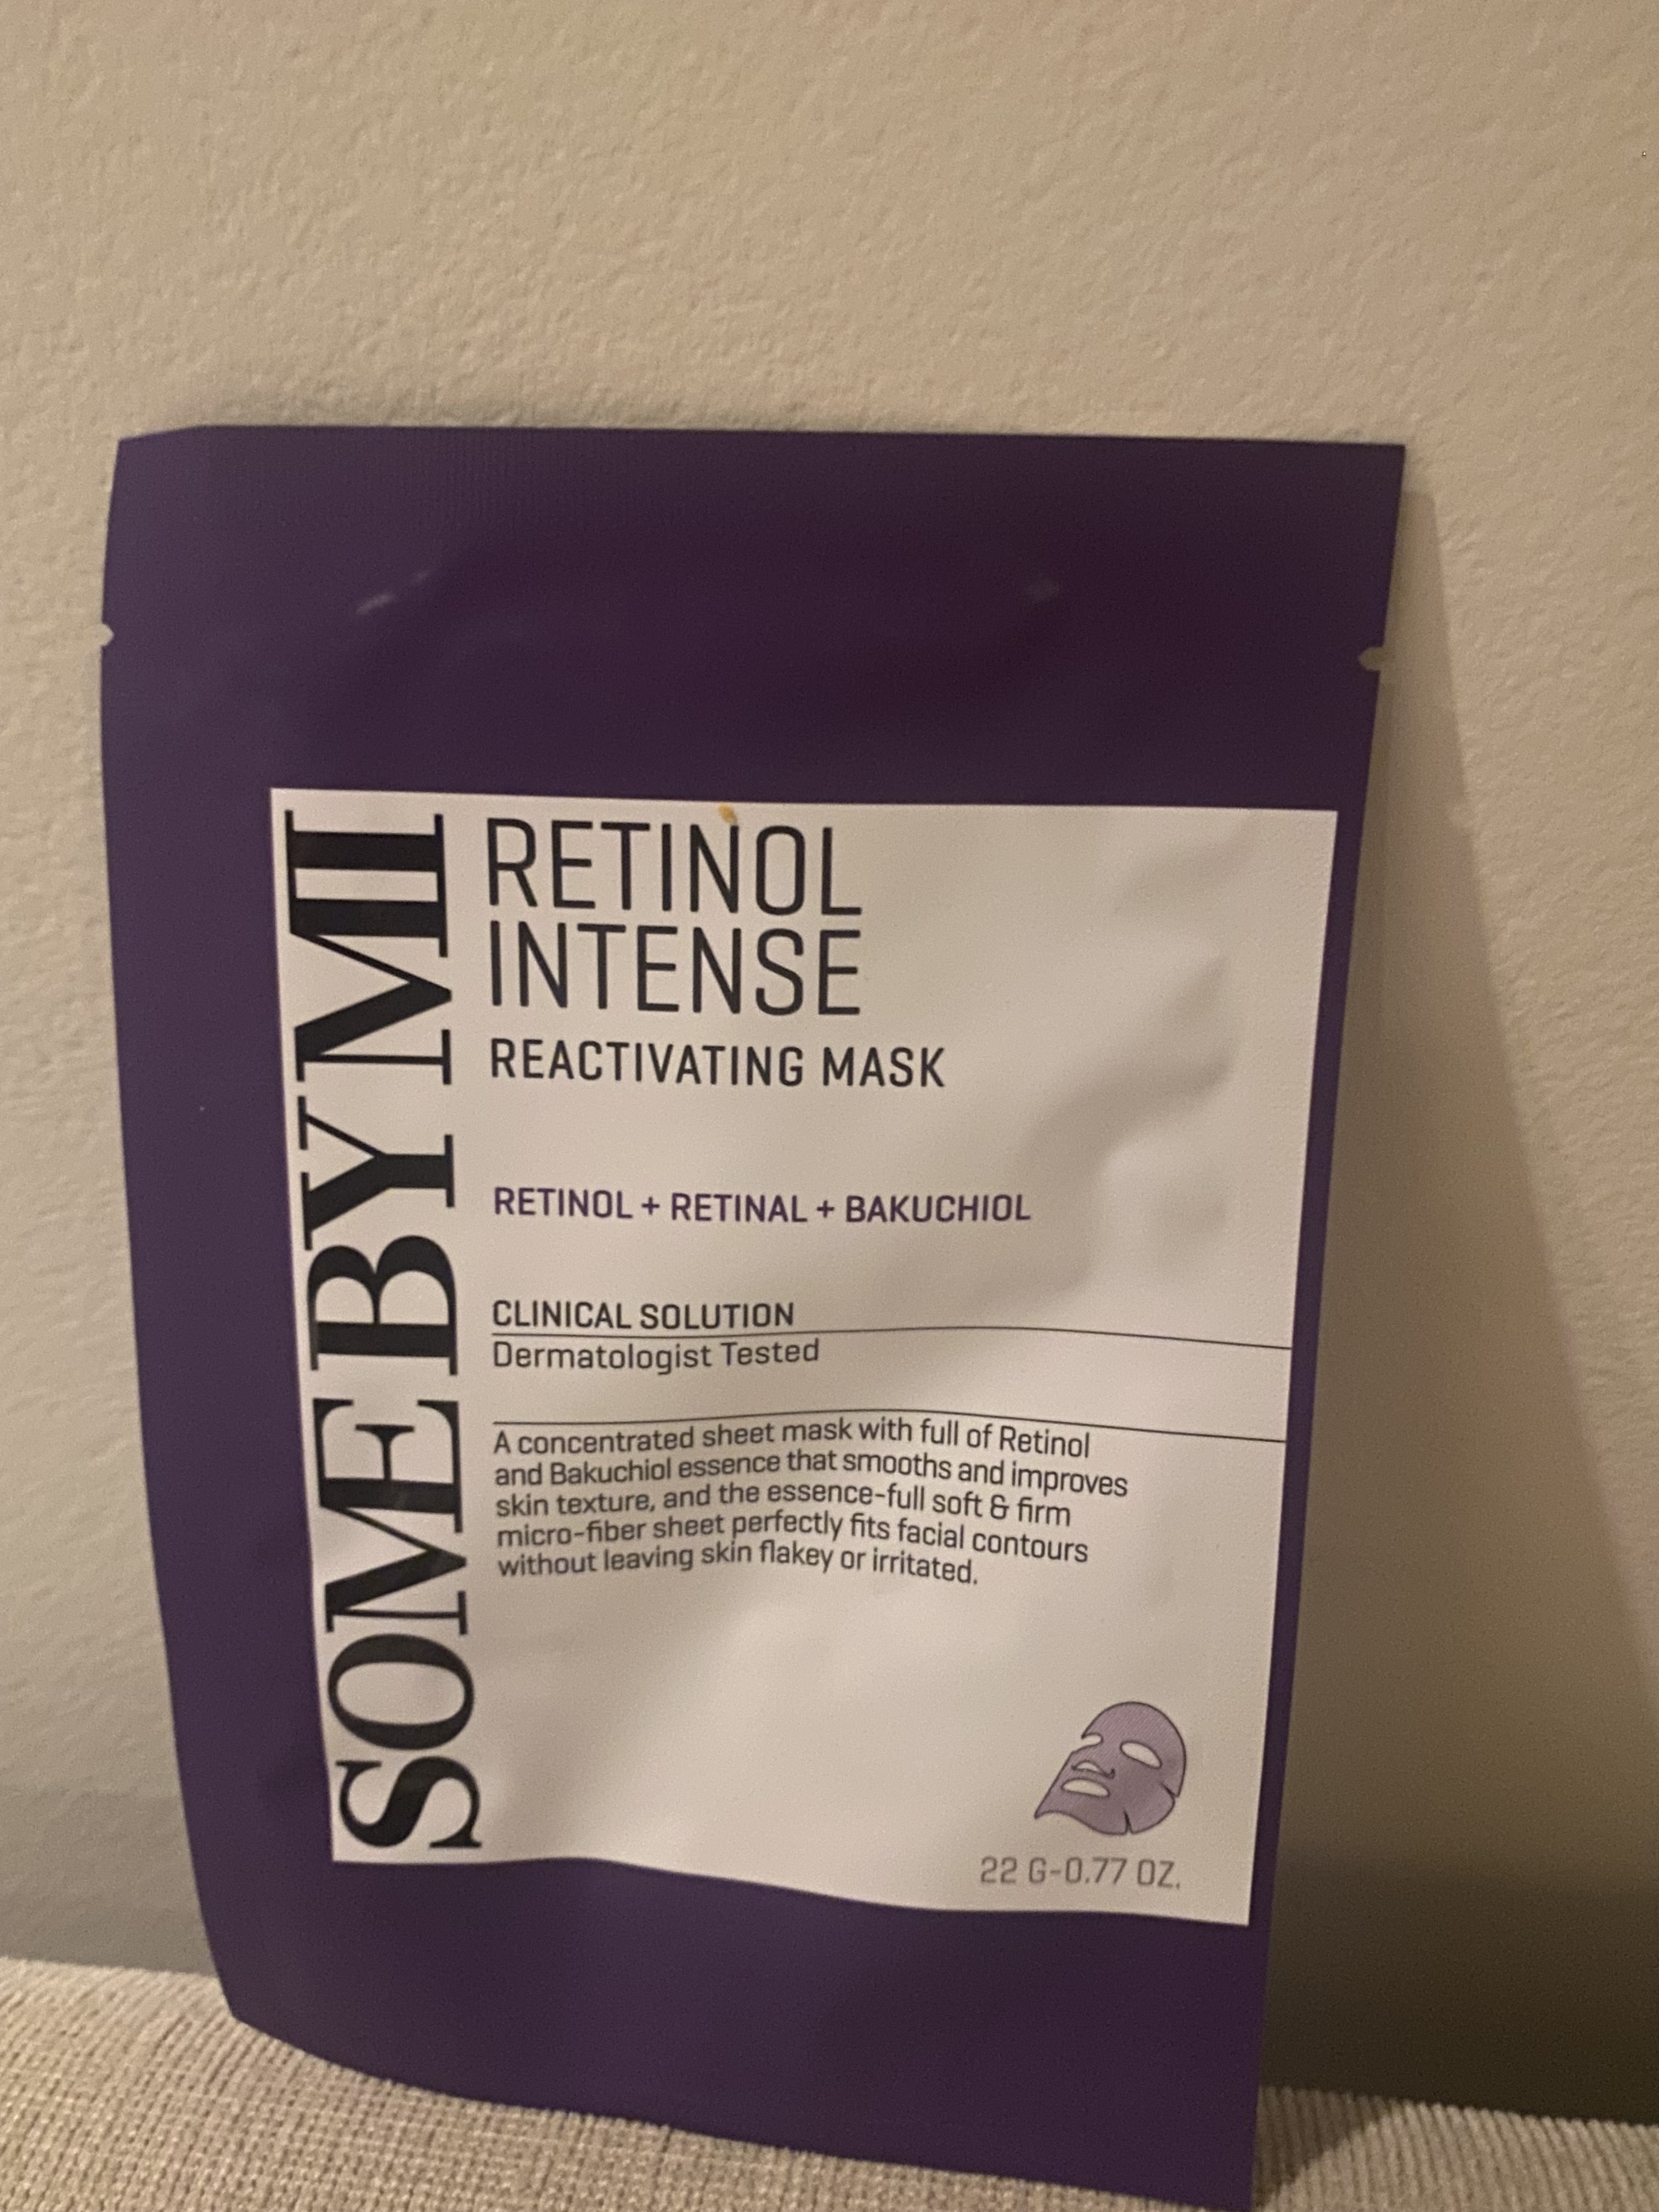 SOME BY MI
RETINOL
INTENSE
REACTIVATING MASK
RETINOL + RETINAL + BAKUCHIOL
CLINICAL SOLUTION
Dermatologist Tested
A concentrated sheet mask with full of Retinol
and Bakuchiol essence that smooths and improves
skin texture, and the essence-full soft & firm
micro-fiber sheet perfectly fits facial contours
without leaving skin flakey or irritated.
22 G-0.77 OZ.